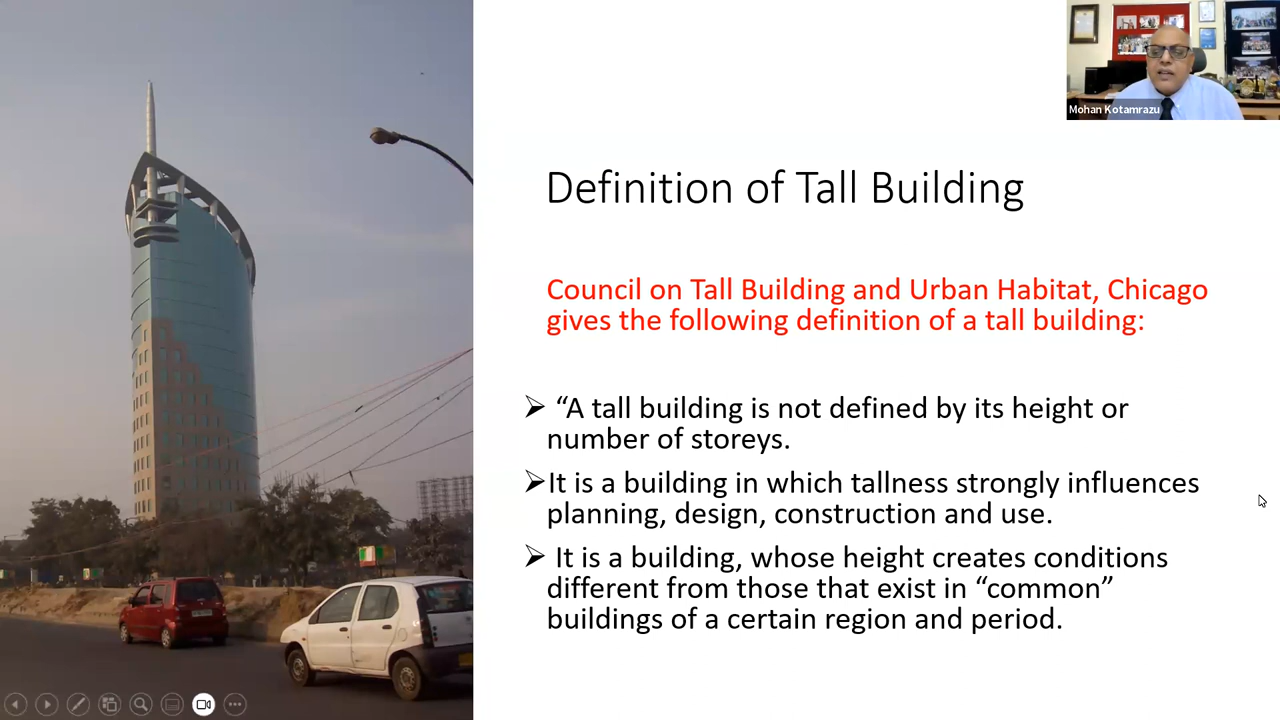 Mohan Kotamrazu
Definition of Tall Building
Council on Tall Building and Urban Habitat, Chicago
gives the following definition of a tall building:
➢ “A tall building is not defined by its height or
number of storeys.
➢It is a building in which tallness strongly influences
planning, design, construction and use.
➢ It is a building, whose height creates conditions
different from those that exist in “common”
buildings of a certain region and period.